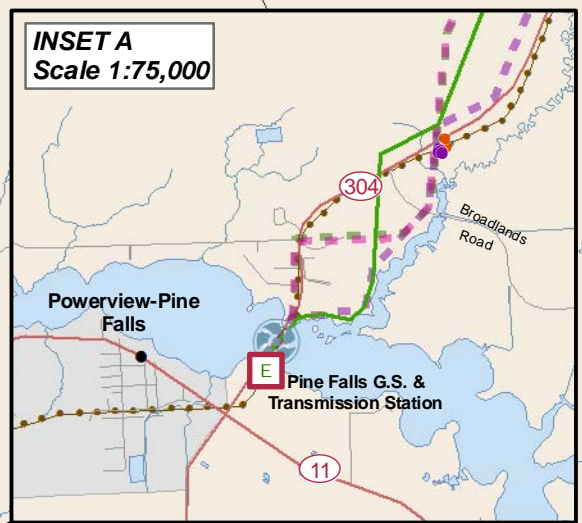 INSET A
Scale 1:75,000
304
Broadlands
Road
Powerview-Pine
Falls
E
Pine Falls G.S. &
Transmission Station
11